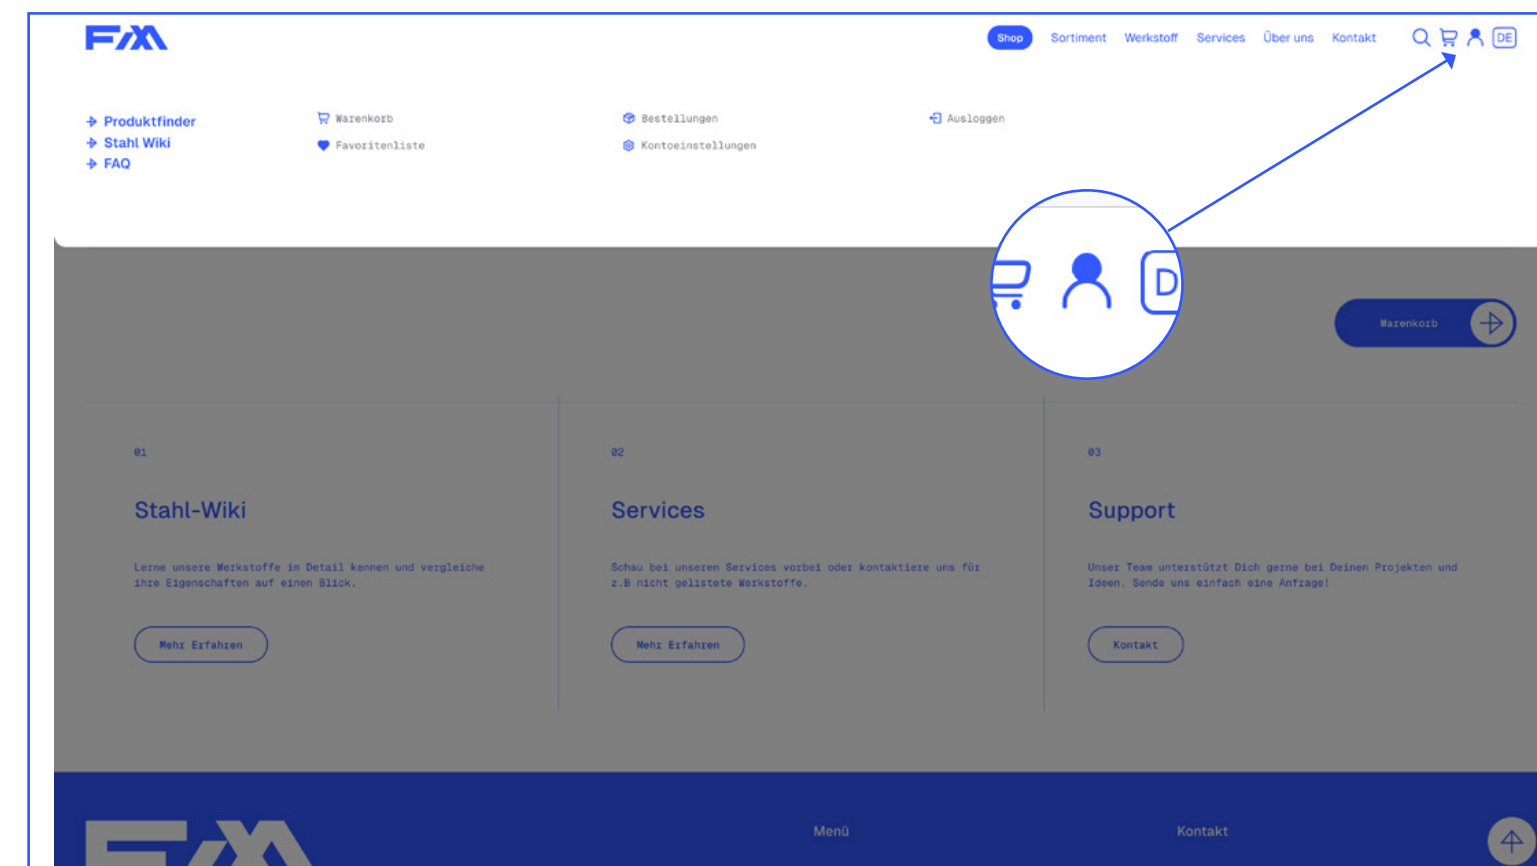 FM
Shop Sortiment Werkstoff Services Über uns Kontakt DE
Produktfinder
Stahl Wiki
FAQ
Warenkorb
Favoritenliste
Bestellungen
Kontoeinstellungen
Ausloggen
D
Warenkorb
01
Stahl-Wiki
Lerne unsere Werkstoffe im Detail kennen und vergleiche
ihre Eigenschaften auf einen Blick.
Mehr Erfahren
02
Services
Schau bei unseren Services vorbei oder kontaktiere uns für
z.B nicht gelistete Werkstoffe.
Mehr Erfahren
03
Support
Unser Team unterstützt Dich gerne bei Deinen Projekten und
Ideen. Sende uns einfach eine Anfrage!
Kontakt
FM
Menü
Kontakt